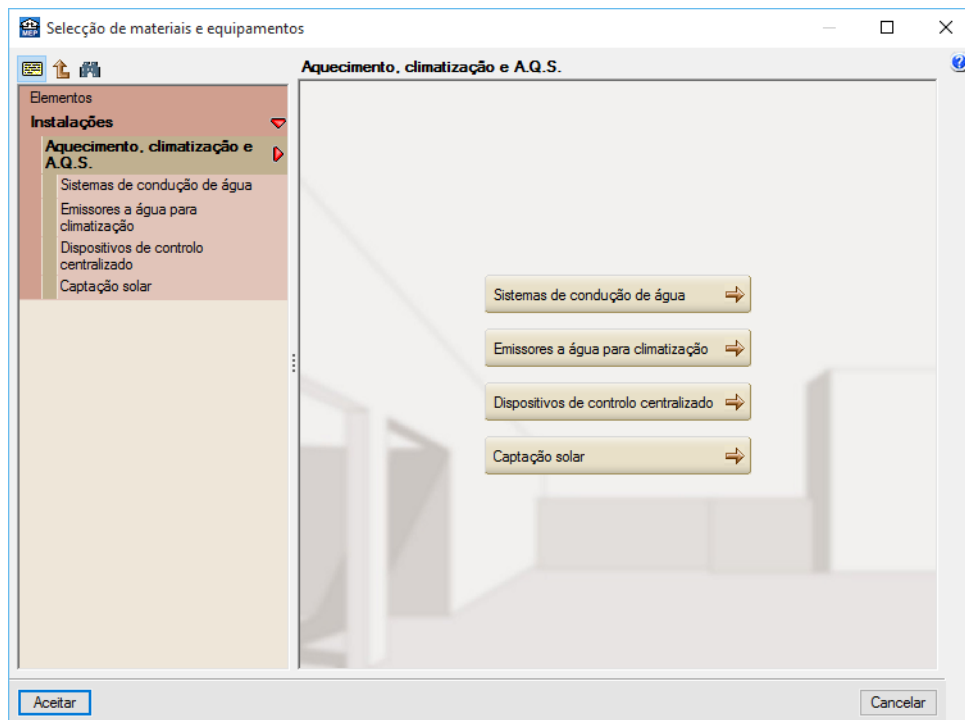 MEP
Selecção de materiais e equipamentos
Aquecimento, climatização e A.Q.S.
?
Elementos
Instalações
Aquecimento, climatização e
A.Q.S.
Sistemas de condução de água
Emissores a água para
climatização
Dispositivos de controlo
centralizado
Captação solar
Sistemas de condução de água
Emissores a água para climatização
Dispositivos de controlo centralizado
Captação solar
Aceitar
Cancelar